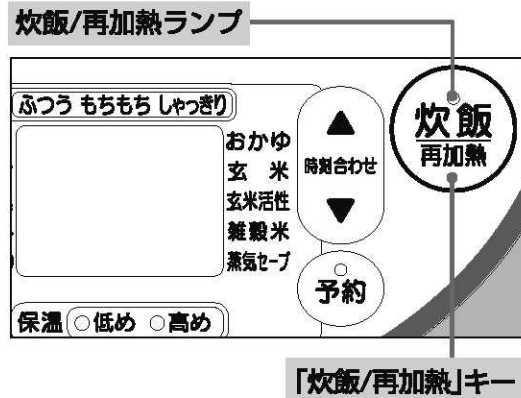 炊飯/再加熱ランプ
ふつう もちもち しゃっきり
おかゆ
玄 米
玄米活性
雑穀米
蒸気セーブ
時刻合わせ
炊飯
再加熱
予約
保温 低め 高め
「炊飯/再加熱」キー